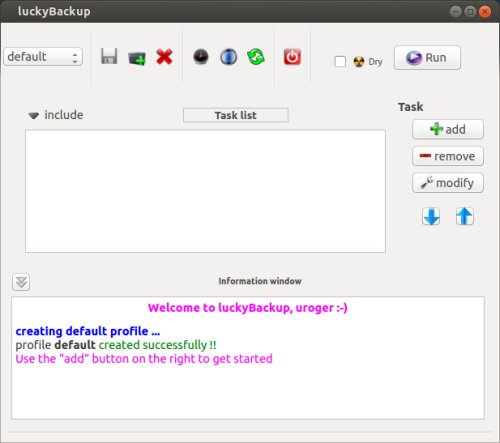 luckyBackup
default
Dry
Run
include
Task list
Task
add
remove
modify
Information window
Welcome to luckyBackup, uroger :-)
creating default profile ...
profile default created successfully !!
Use the "add" button on the right to get started